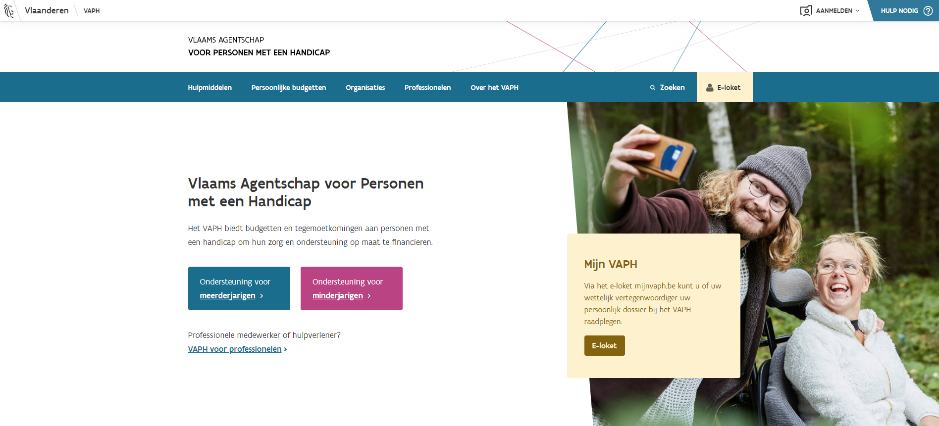 Vlaanderen
VAPH
AANMELDEN
HULP NODIG
VLAAMS AGENTSCHAP
VOOR PERSONEN MET EEN HANDICAP
Hulpmiddelen
Persoonlijke budgetten
Organisaties
Professionelen
Over het VAPH
Zoeken
E-loket
Vlaams Agentschap voor Personen
met een Handicap
Het VAPH biedt budgetten en tegemoetkomingen aan personen met
een handicap om hun zorg en ondersteuning op maat te financieren.
Ondersteuning voor
meerderjarigen
Ondersteuning voor
minderjarigen
Professionele medewerker of hulpverlener?
VAPH voor professionelen
Mijn VAPH
Via het e-loket mijnvaph.be kunt u of uw
wettelijk vertegenwoordiger uw
persoonlijk dossier bij het VAPH
raadplegen.
E-loket